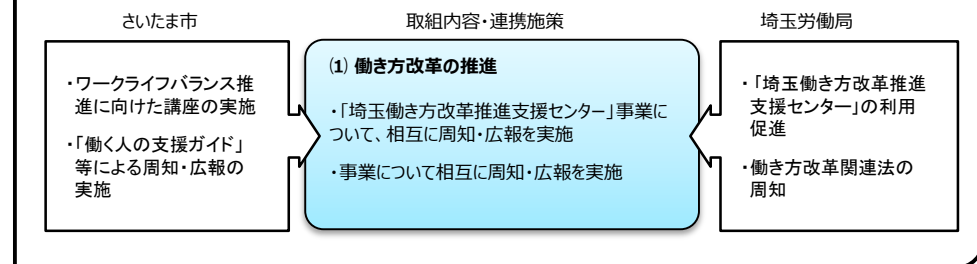 さいたま市
取組内容・連携施策
埼玉労働局
・ワークライフバランス推
進に向けた講座の実施
・「働く人の支援ガイド」
等による周知・広報の
実施
(1) 働き方改革の推進
・「埼玉働き方改革推進支援センター」事業に
ついて、相互に周知・広報を実施
・事業について相互に周知・広報を実施
・「埼玉働き方改革推進
支援センター」の利用
促進
・働き方改革関連法の
周知